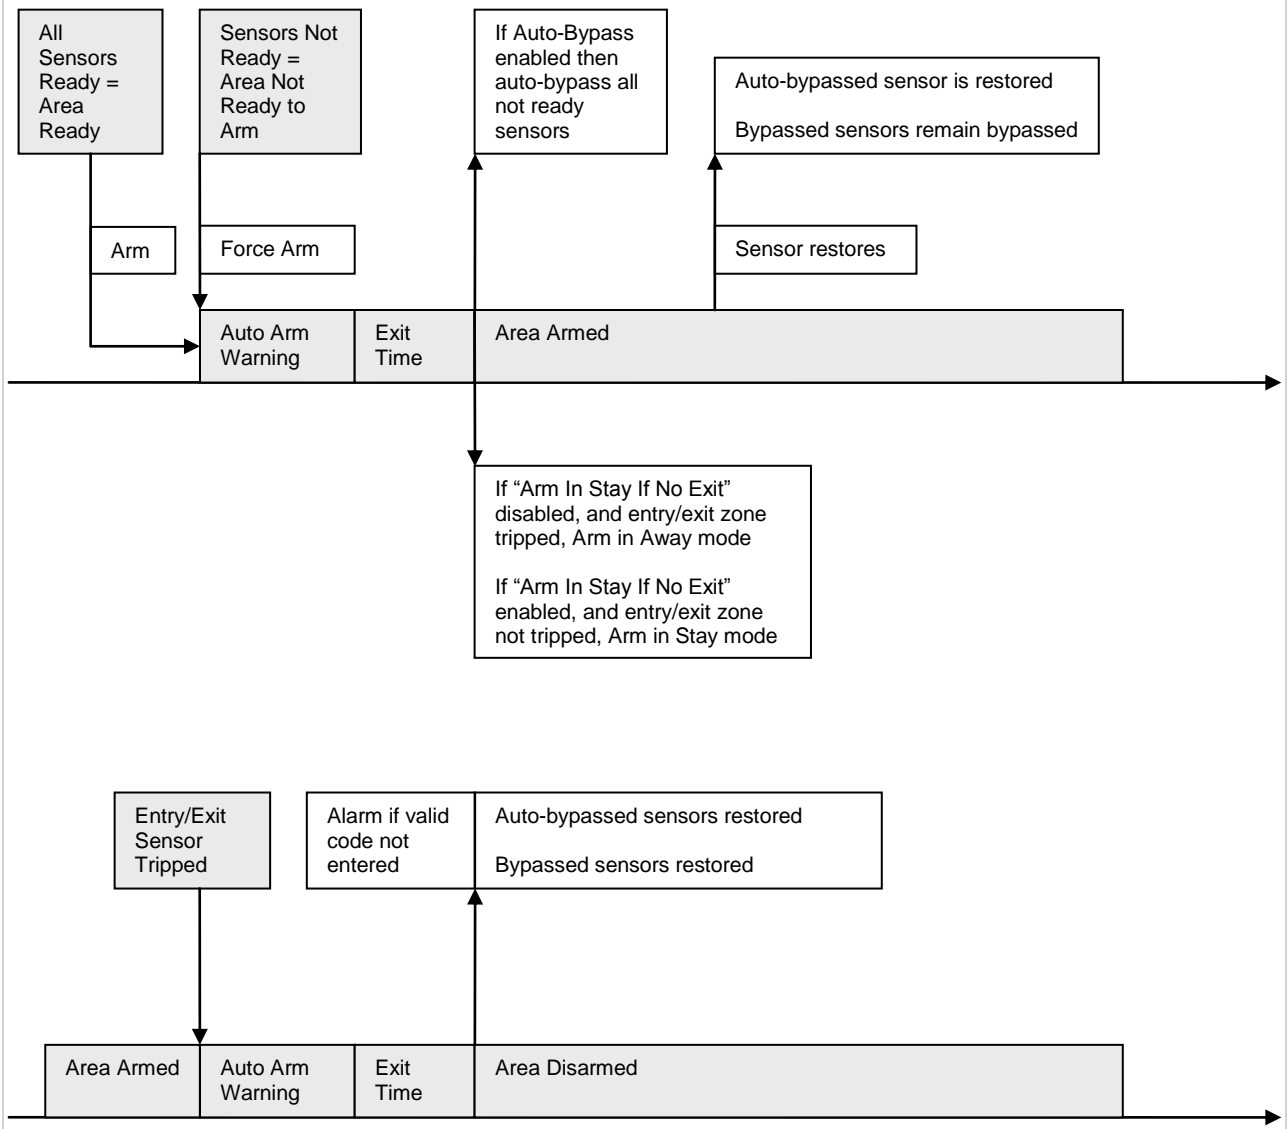 All
Sensors
Ready =
Area
Ready
Sensors Not
Ready =
Area Not
Ready to
Arm
If Auto-Bypass
enabled then
auto-bypass all
not ready
sensors
Auto-bypassed sensor is restored
Bypassed sensors remain bypassed
Arm
Force Arm
Sensor restores
Auto Arm
Warning
Exit
Time
Area Armed
If “Arm In Stay If No Exit”
disabled, and entry/exit zone
tripped, Arm in Away mode
If “Arm In Stay If No Exit”
enabled, and entry/exit zone
not tripped, Arm in Stay mode
Entry/Exit
Sensor
Tripped
Alarm if valid
code not
entered
Auto-bypassed sensors restored
Bypassed sensors restored
Area Armed
Auto Arm
Warning
Exit
Time
Area Disarmed